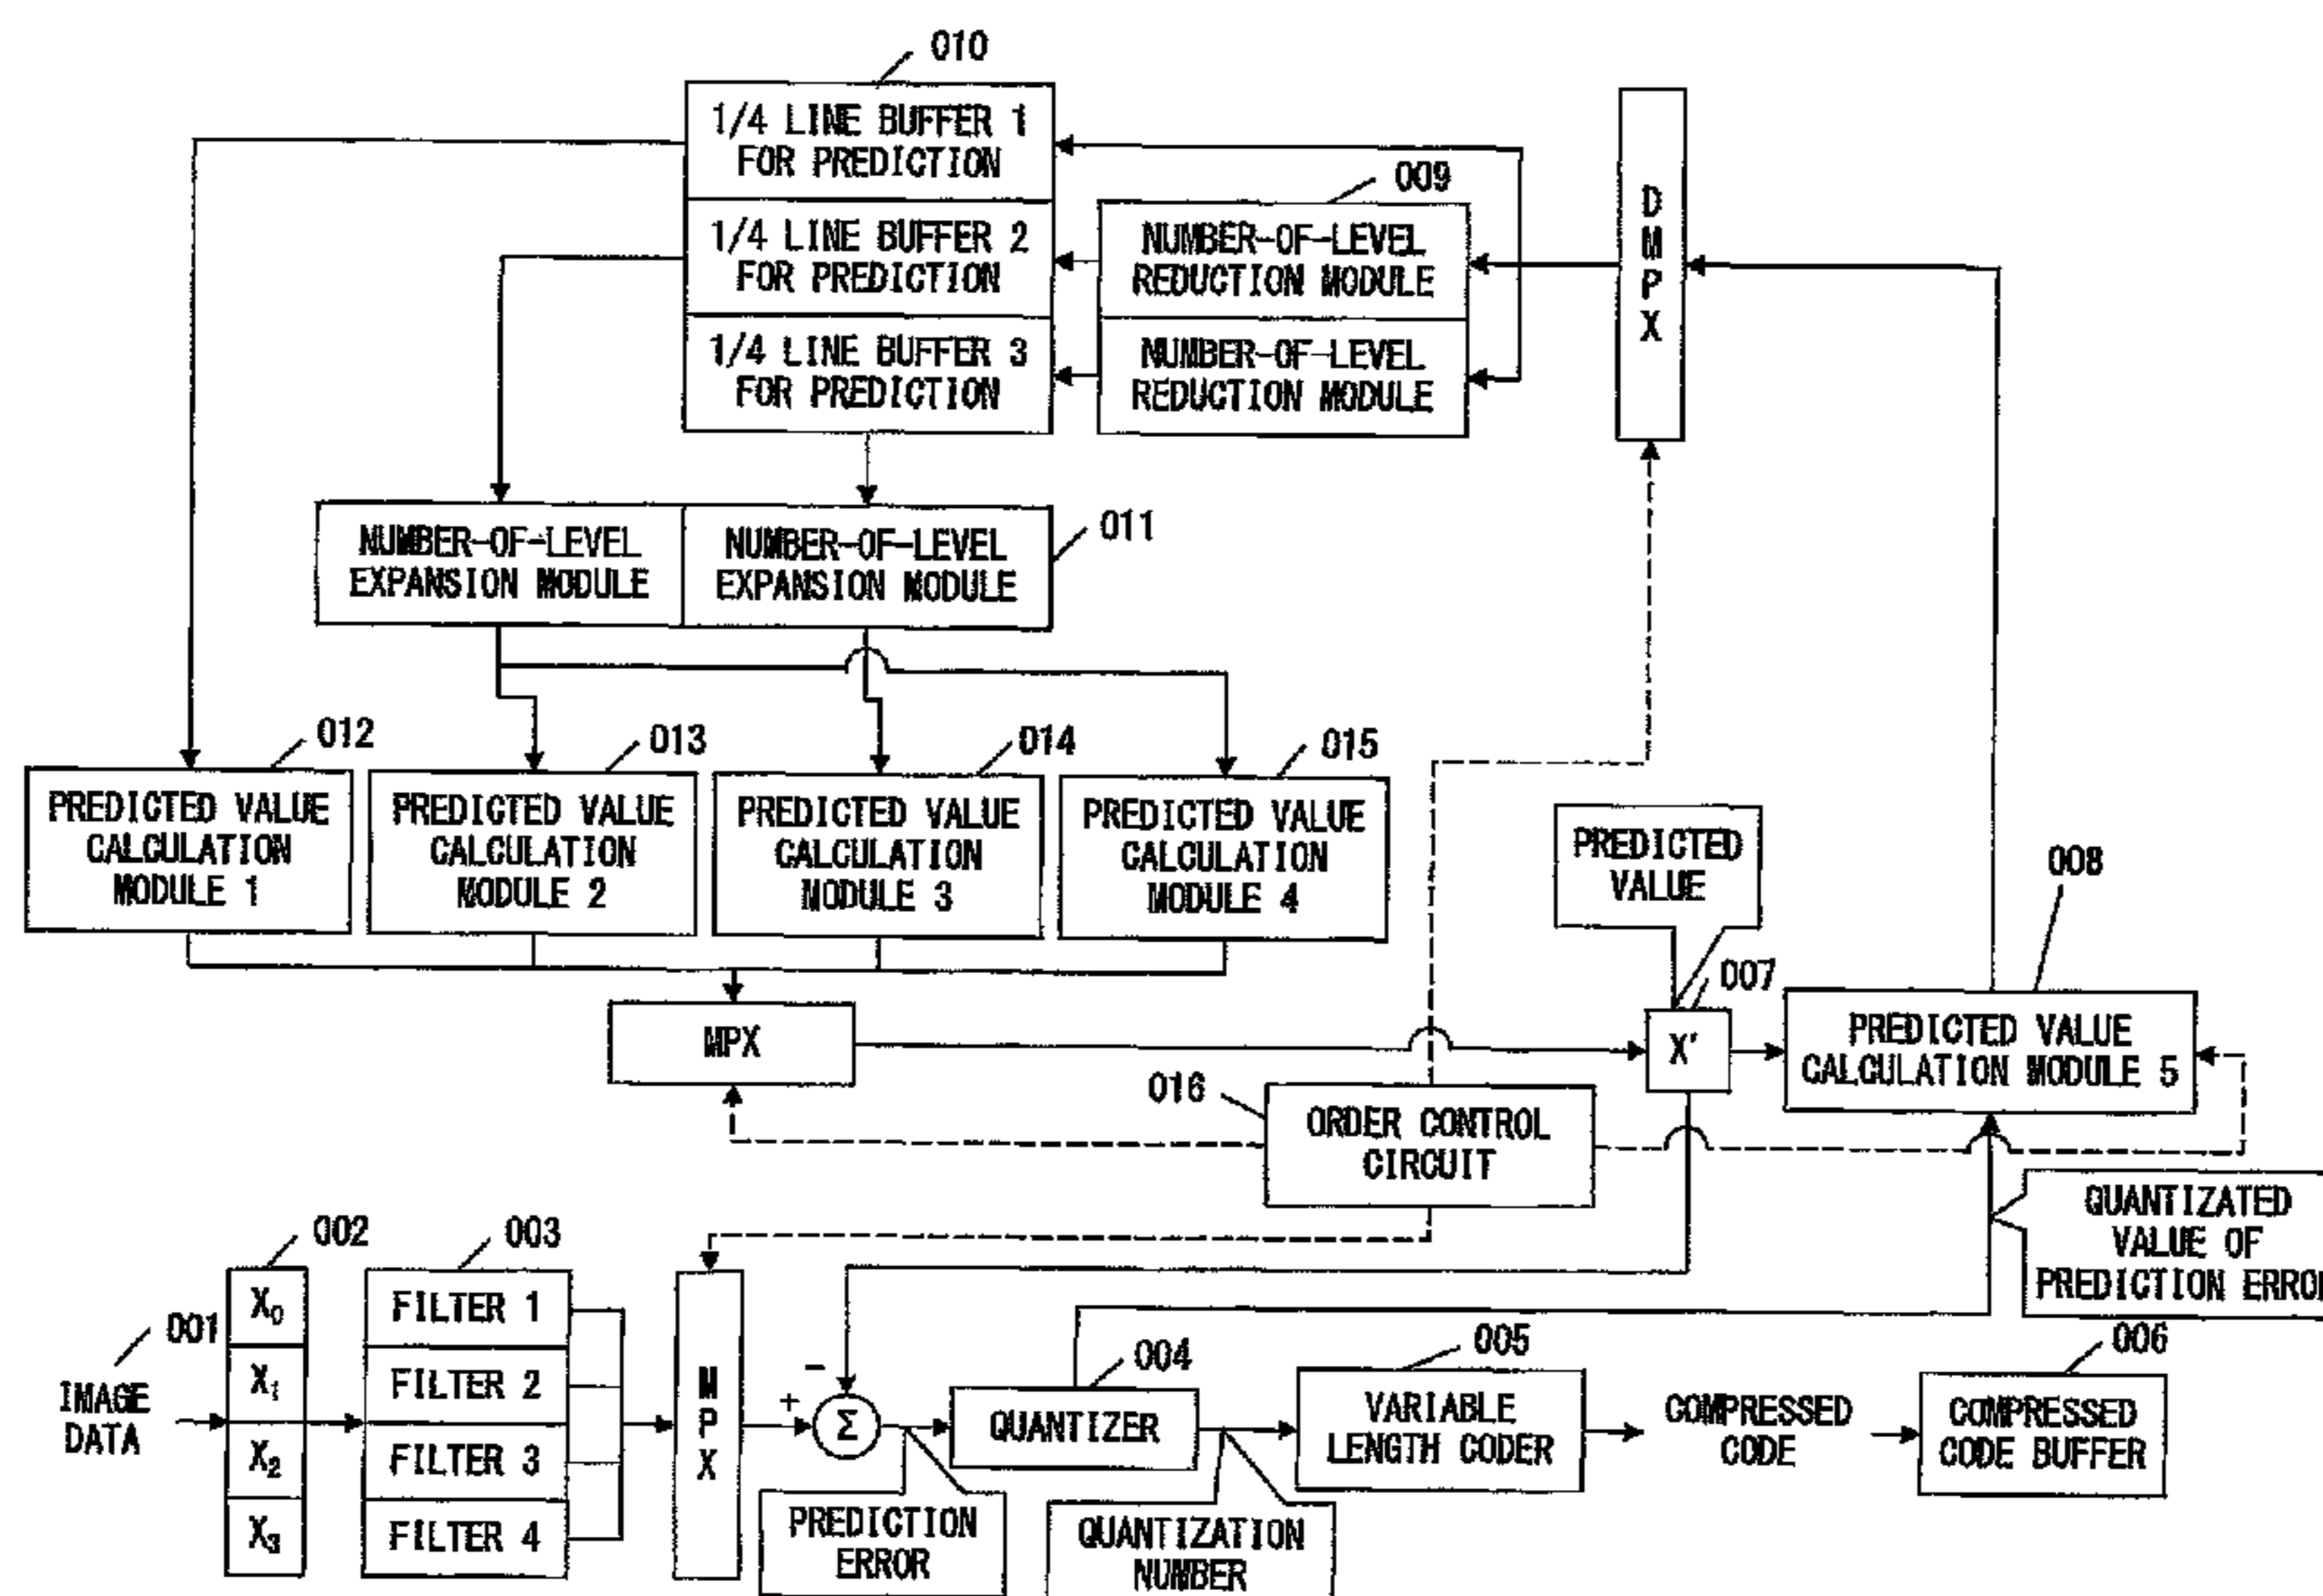 010
1/4 LINE BUFFER 1
FOR PREDICTION
1/4 LINE BUFFER 2
FOR PREDICTION
1/4 LINE BUFFER 3
FOR PREDICTION
009
NUMBER-OF-LEVEL
REDUCTION MODULE
NUMBER-OF-LEVEL
REDUCTION MODULE
D
M
P
X
NUMBER-OF-LEVEL
EXPANSION MODULE
NUMBER-OF-LEVEL
EXPANSION MODULE
011
012
PREDICTED VALUE
CALCULATION
MODULE 1
013
PREDICTED VALUE
CALCULATION
MODULE 2
014
PREDICTED VALUE
CALCULATION
MODULE 3
015
PREDICTED VALUE
CALCULATION
MODULE 4
PREDICTED
VALUE
008
007
MPX
X'
PREDICTED VALUE
CALCULATION MODULE 5
016
ORDER CONTROL
CIRCUIT
QUANTIZATED
VALUE OF
PREDICTION ERROR
001
IMAGE
DATA
002
X₀
X₁
X₂
X₃
003
FILTER 1
FILTER 2
FILTER 3
FILTER 4
M
P
X
−
+
Σ
PREDICTION
ERROR
004
QUANTIZER
QUANTIZATION
NUMBER
005
VARIABLE
LENGTH CODER
COMPRESSED
CODE
006
COMPRESSED
CODE BUFFER